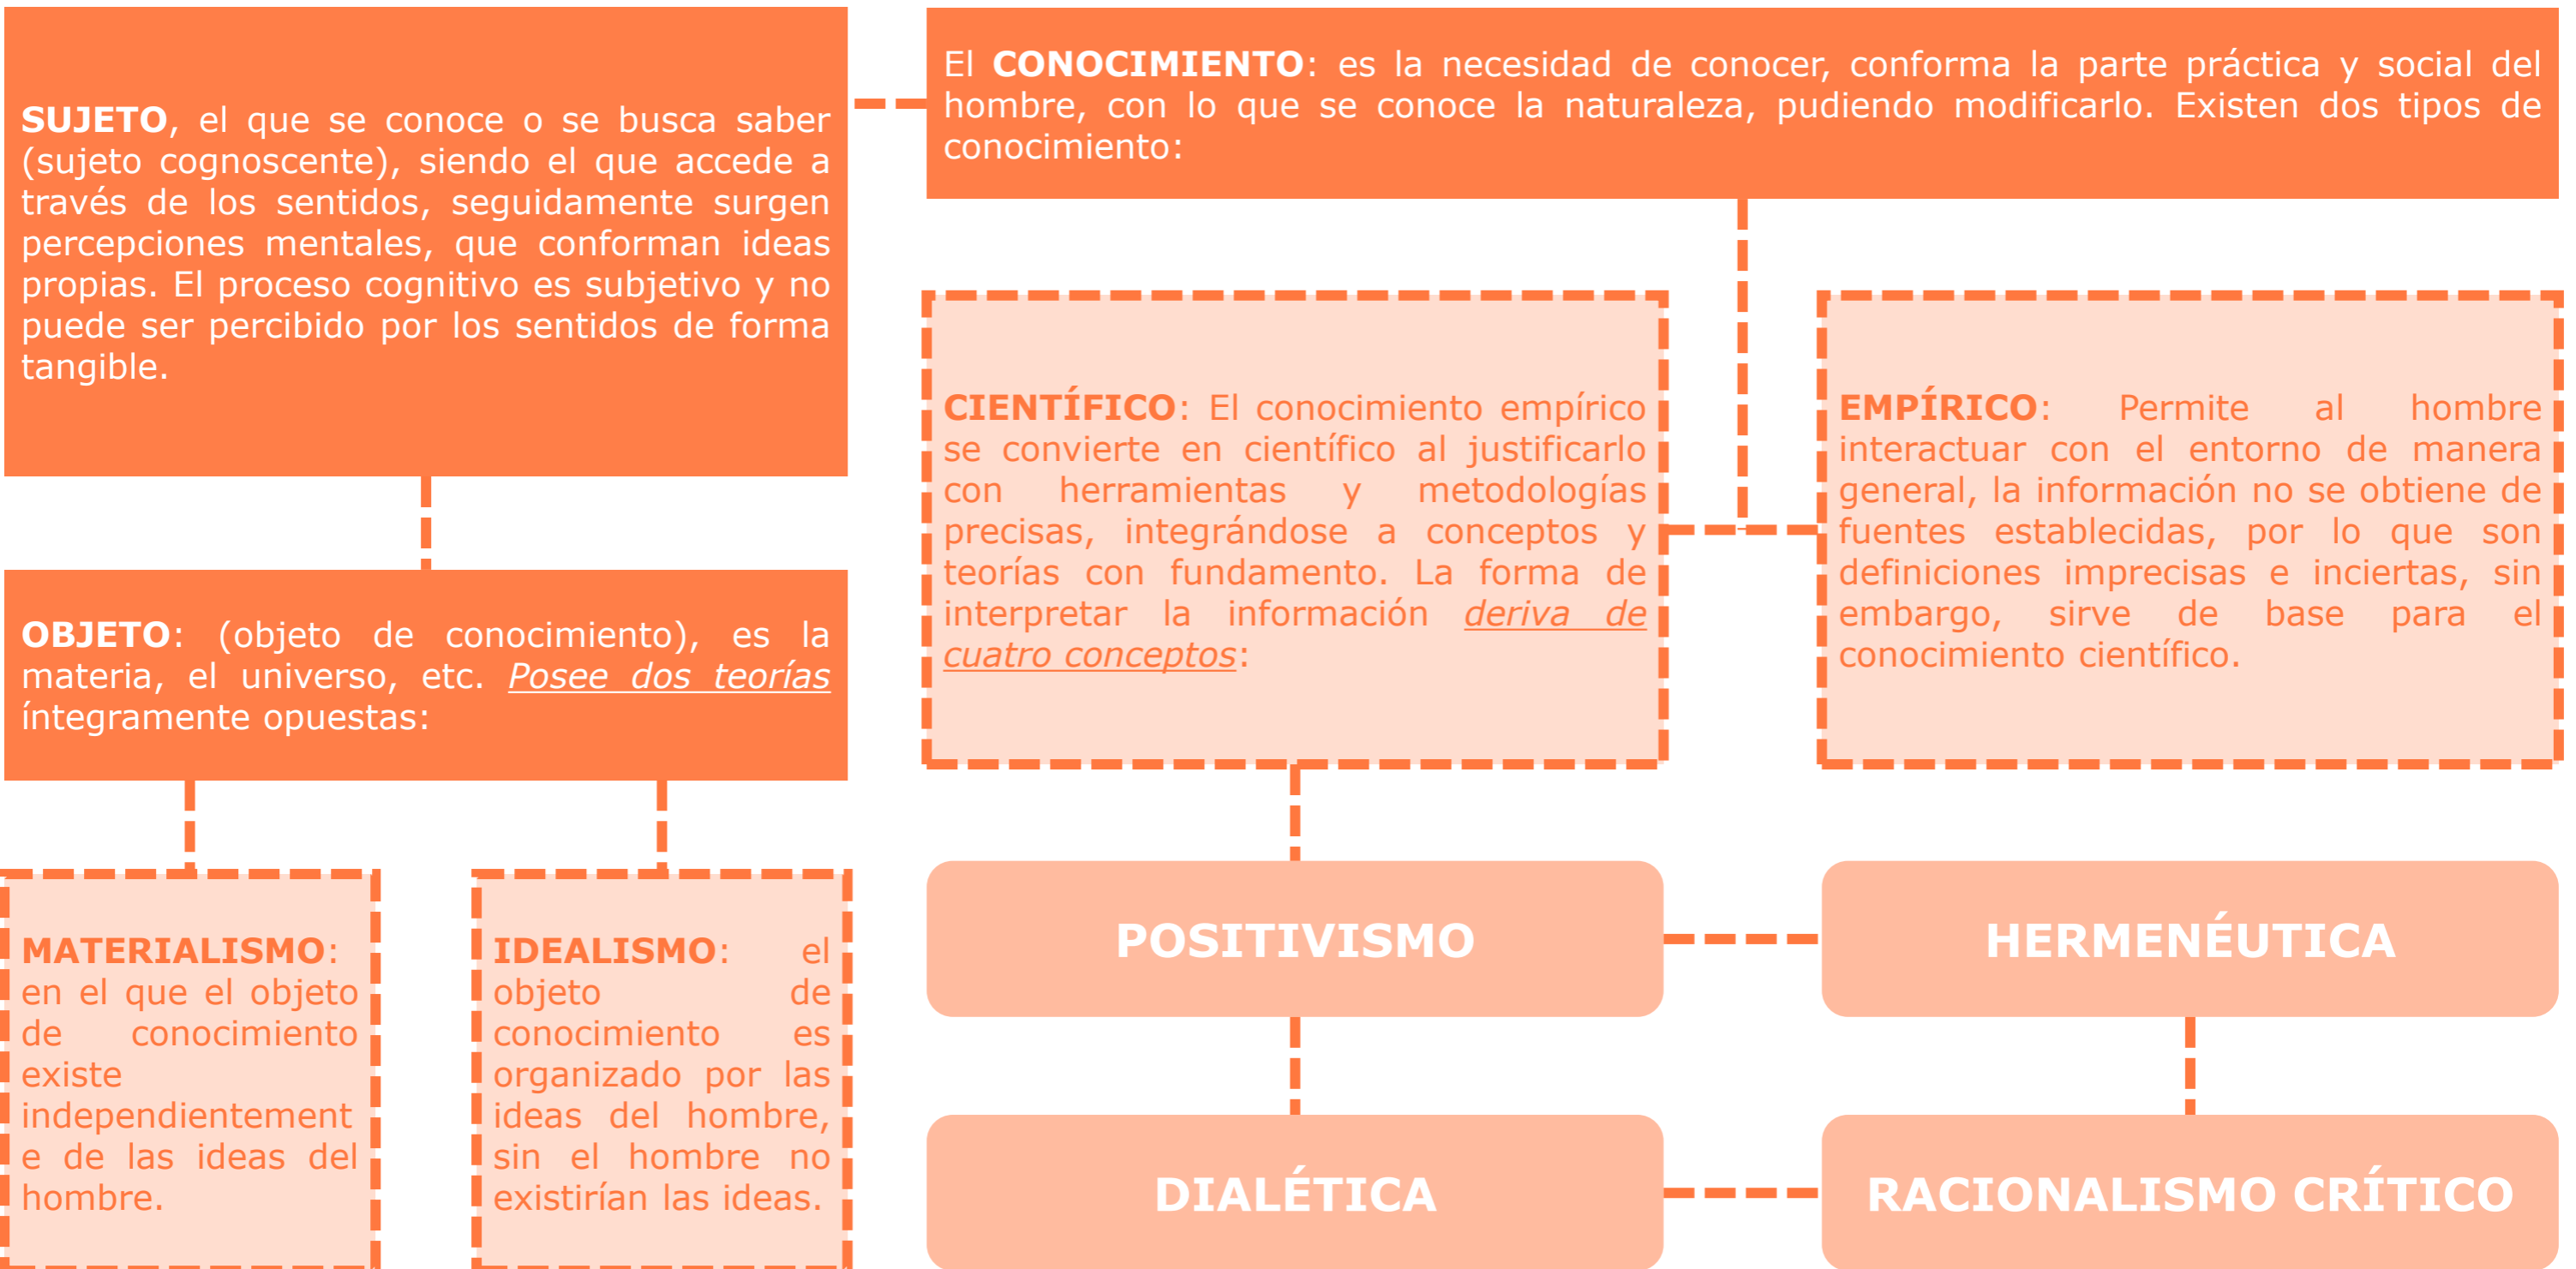 SUJETO, el que se conoce o se busca saber
(sujeto cognoscente), siendo el que accede a
través de los sentidos, seguidamente surgen
percepciones mentales, que conforman ideas
propias. El proceso cognitivo es subjetivo y no
puede ser percibido por los sentidos de forma
tangible.
OBJETO: (objeto de conocimiento), es la
materia, el universo, etc. Posee dos teorías
íntegramente opuestas:
MATERIALISMO:
en el que el objeto
de conocimiento
existe
independientement
e de las ideas del
hombre.
IDEALISMO: el
objeto de
conocimiento es
organizado por las
ideas del hombre,
sin el hombre no
existirían las ideas.
El CONOCIMIENTO: es la necesidad de conocer, conforma la parte práctica y social del
hombre, con lo que se conoce la naturaleza, pudiendo modificarlo. Existen dos tipos de
conocimiento:
CIENTÍFICO: El conocimiento empírico
se convierte en científico al justificarlo
con herramientas y metodologías
precisas, integrándose a conceptos y
teorías con fundamento. La forma de
interpretar la información deriva de
cuatro conceptos:
EMPÍRICO: Permite al hombre
interactuar con el entorno de manera
general, la información no se obtiene de
fuentes establecidas, por lo que son
definiciones imprecisas e inciertas, sin
embargo, sirve de base para el
conocimiento científico.
POSITIVISMO
HERMENÉUTICA
DIALÉTICA
RACIONALISMO CRÍTICO